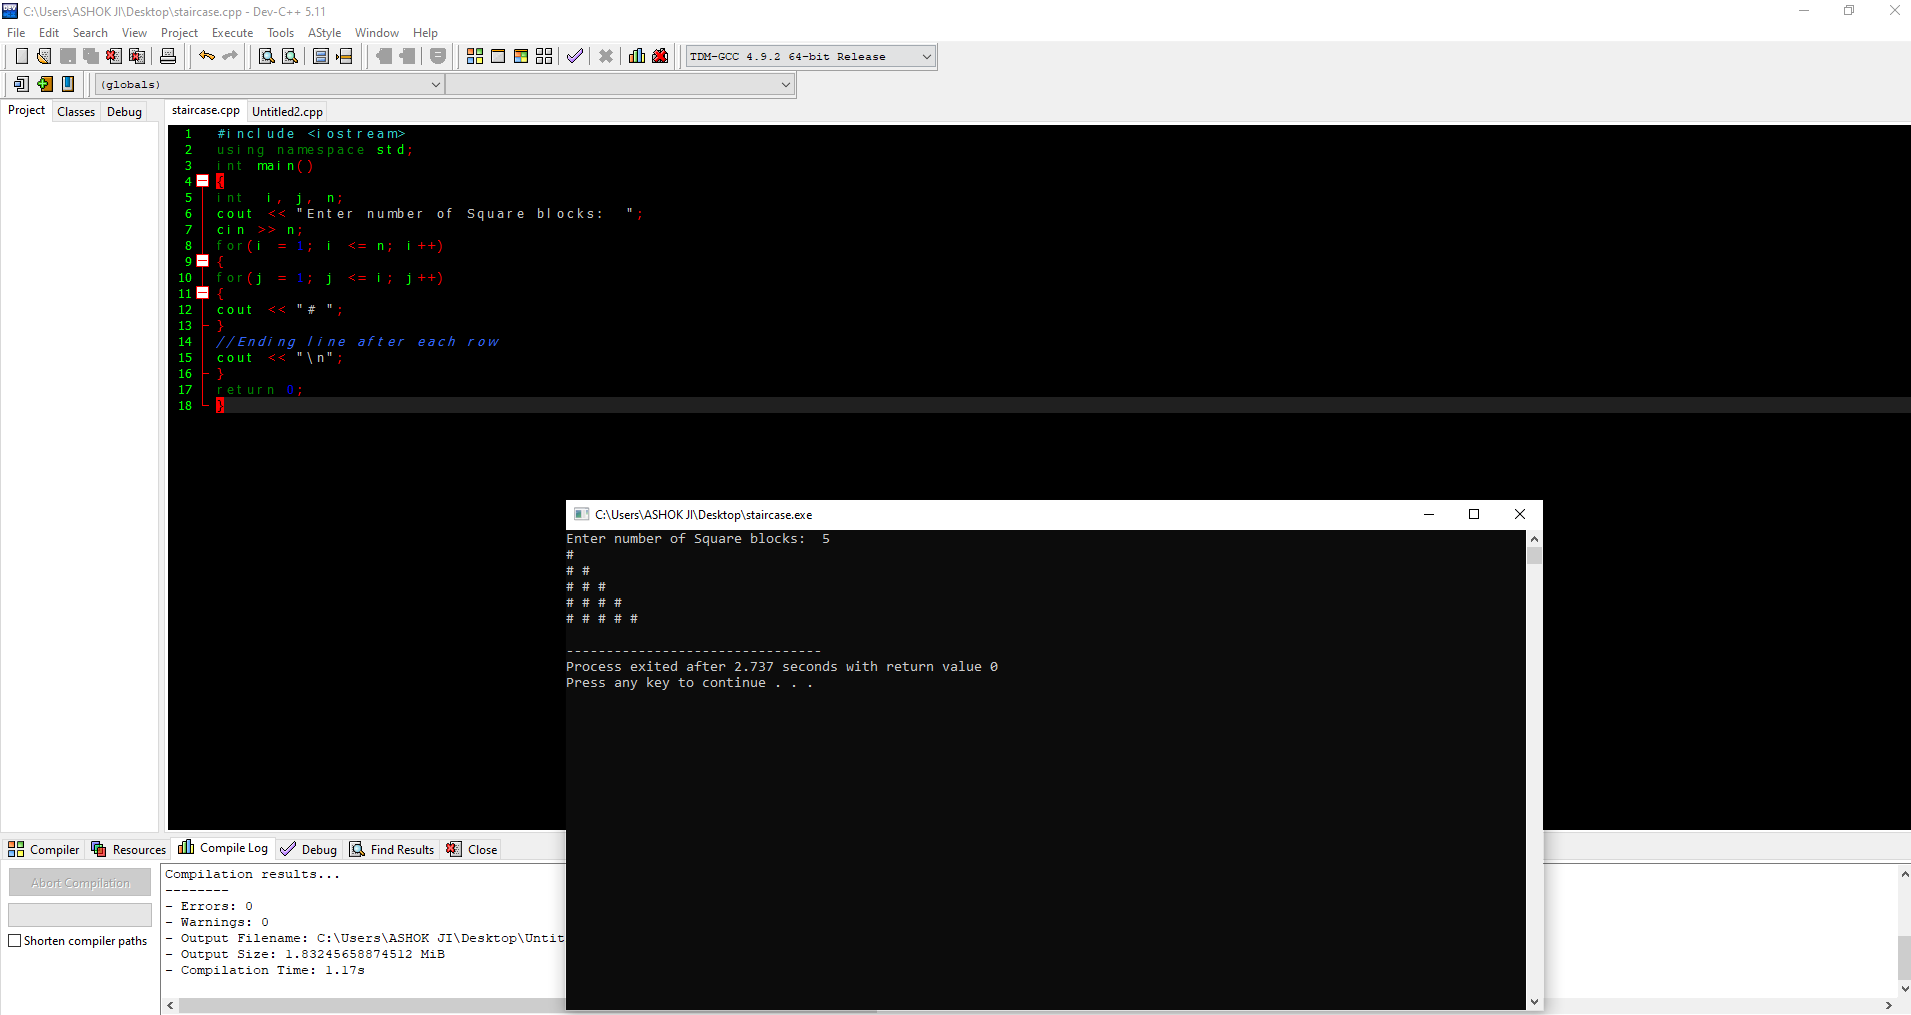 C:\Users\ASHOK JI\Desktop\staircase.cpp - Dev-C++ 5.11
File Edit Search View Project Execute Tools AStyle Window Help
TDM-GCC 4.9.2 64-bit Release
(globals)
Project Classes Debug
staircase.cpp Untitled2.cpp
1 #include <iostream>
2 using namespace std;
3 int main()
4 {
5 int i, j, n;
6 cout << "Enter number of Square blocks:  ";
7 cin >> n;
8 for(i = 1; i <= n; i++)
9 {
10 for(j = 1; j <= i; j++)
11 {
12 cout << "# ";
13 }
14 //Ending line after each row
15 cout << "\n";
16 }
17 return 0;
18 }
C:\Users\ASHOK JI\Desktop\staircase.exe
Enter number of Square blocks:  5
#
# #
# # #
# # # #
# # # # #
--------------------------------
Process exited after 2.737 seconds with return value 0
Press any key to continue . . .
Compiler Resources Compile Log Debug Find Results Close
Abort Compilation
Shorten compiler paths
Compilation results...
--------
- Errors: 0
- Warnings: 0
- Output Filename: C:\Users\ASHOK JI\Desktop\Untit
- Output Size: 1.83245658874512 MiB
- Compilation Time: 1.17s